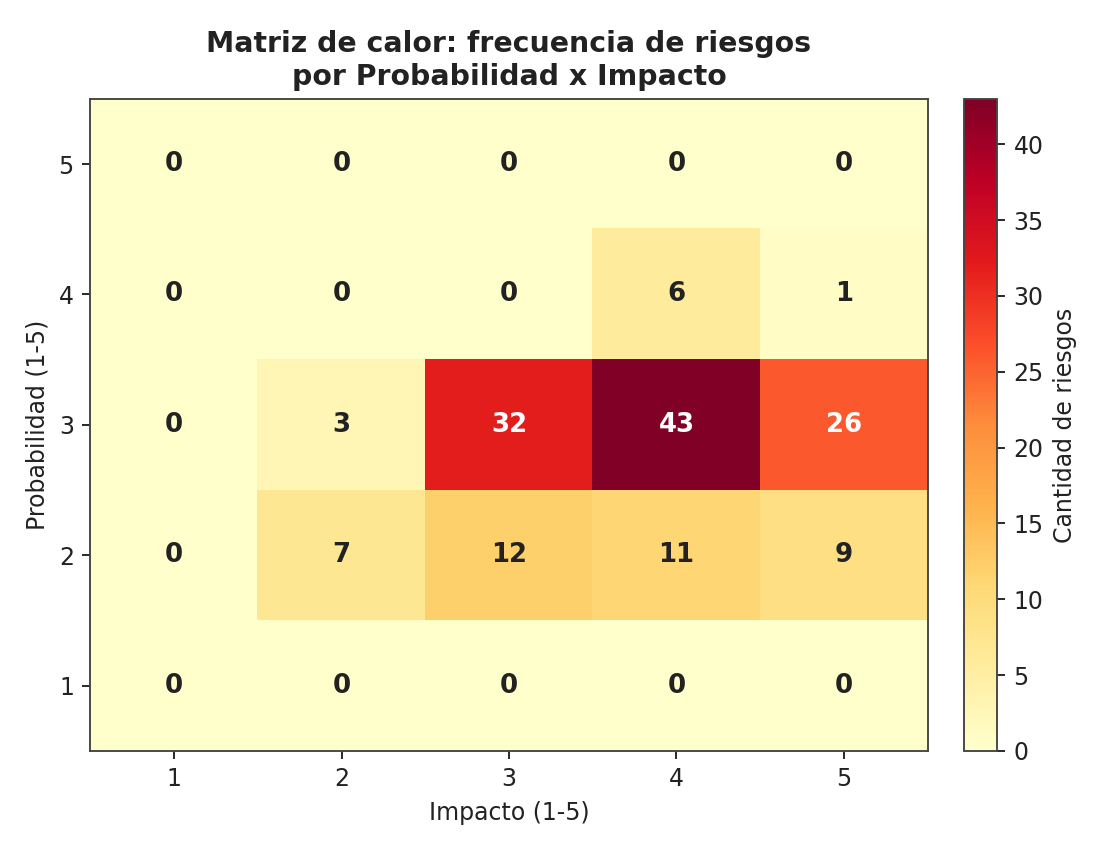 Matriz de calor: frecuencia de riesgos
por Probabilidad x Impacto
5 0 0 0 0 0
4 0 0 0 6 1
3 0 3 32 43 26
2 0 7 12 11 9
1 0 0 0 0 0
1 2 3 4 5
Impacto (1-5)
Probabilidad (1-5)
40
35
30
25
20
15
10
5
0
Cantidad de riesgos